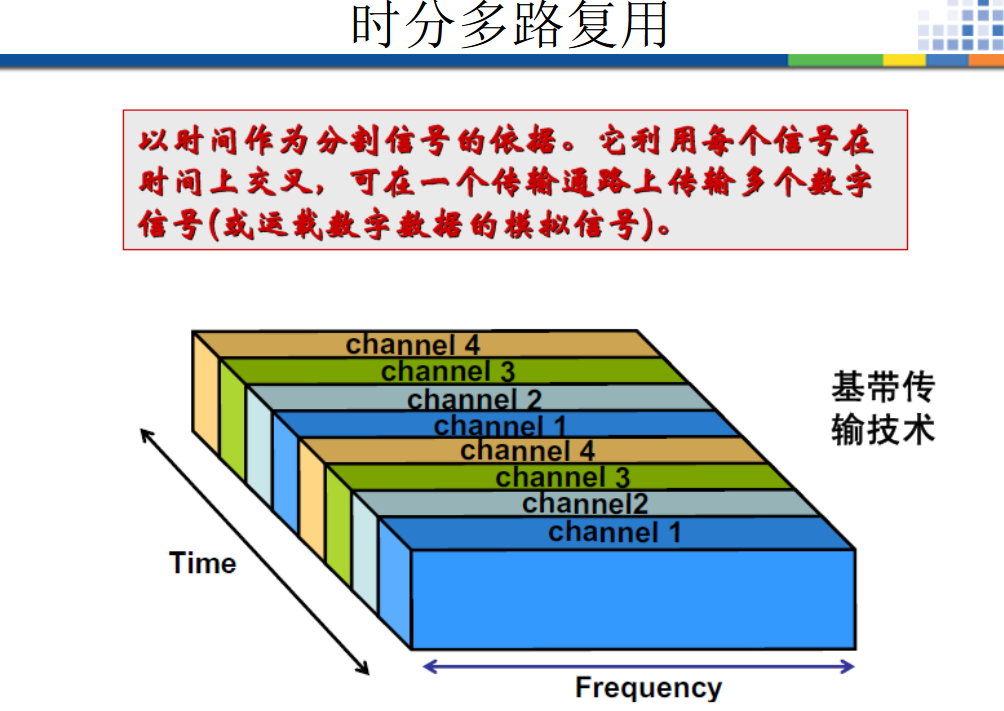 时分多路复用
以时间作为分割信号的依据。它利用每个信号在
时间上交叉，可在一个传输通路上传输多个数字
信号(或运载数字数据的模拟信号)。
channel 4
channel 3
channel 2
channel 1
channel 4
channel 3
channel2
channel 1
基带传
输技术
Time
Frequency